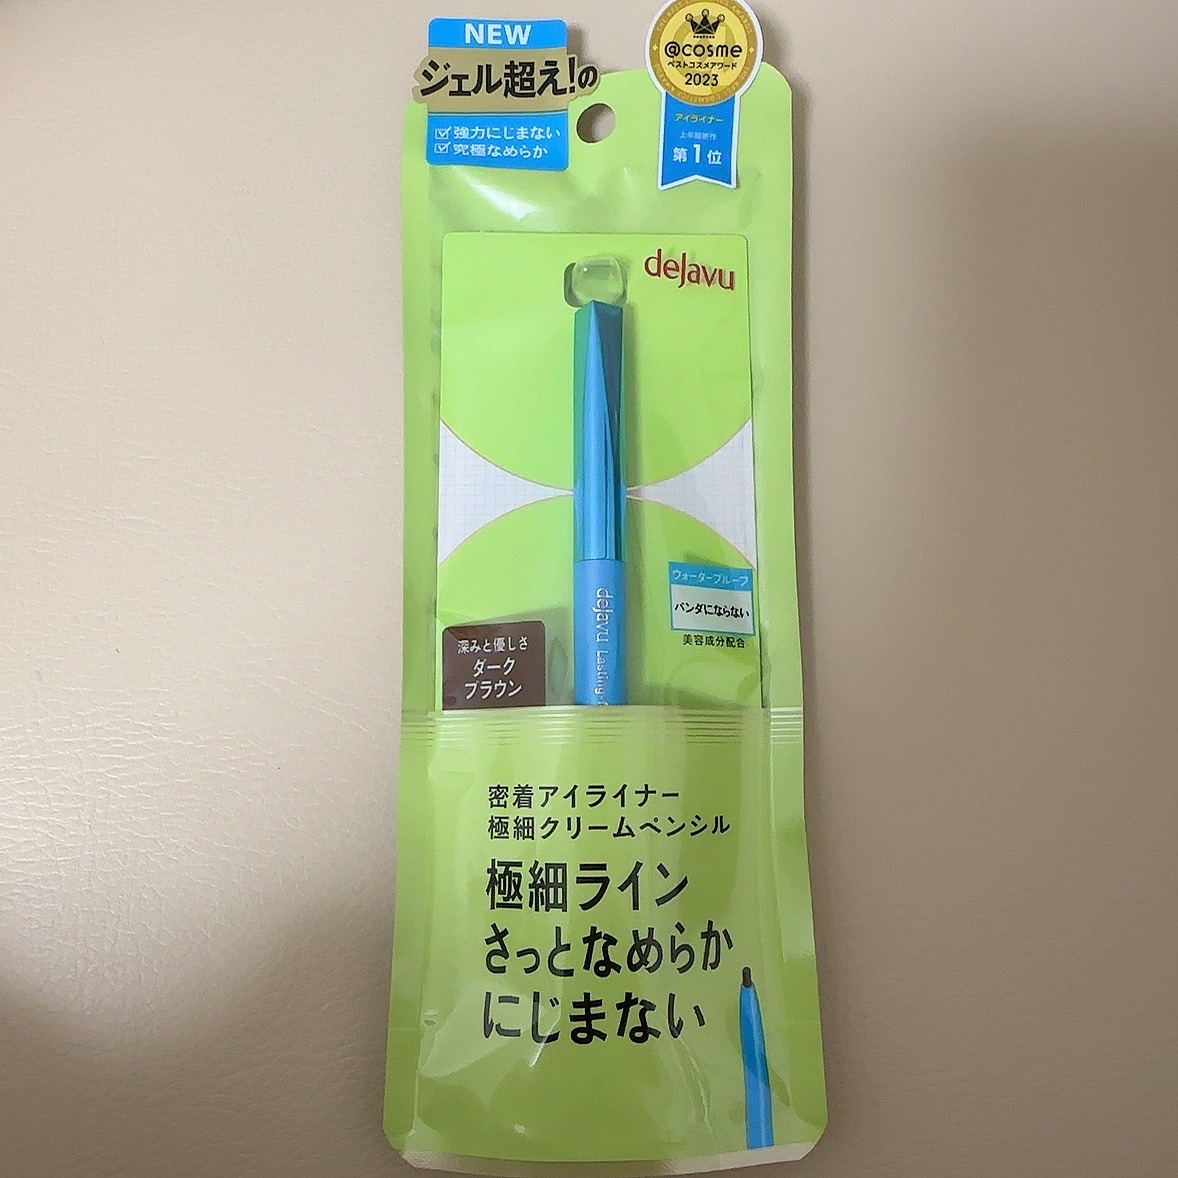 NEW
ジェル超え!の
強力にじまない
究極なめらか
@cosme
ベストコスメアワード
2023
アイライナー
上半期新作
第1位
dejavu
dejavu Lasting-
ウォータープルーフ
パンダにならない
美容成分配合
深みと優しさ
ダーク
ブラウン
密着アイライナー
極細クリームペンシル
極細ライン
さっとなめらか
にじまない